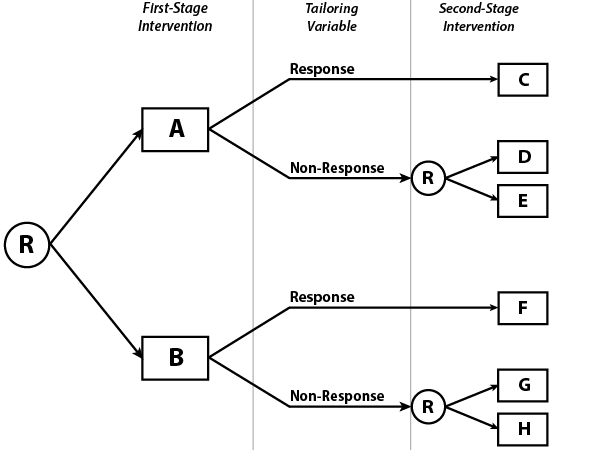 First-Stage
Intervention
Tailoring
Variable
Second-Stage
Intervention
Response
C
A
Non-Response
R
D
E
R
Response
F
B
Non-Response
R
G
H